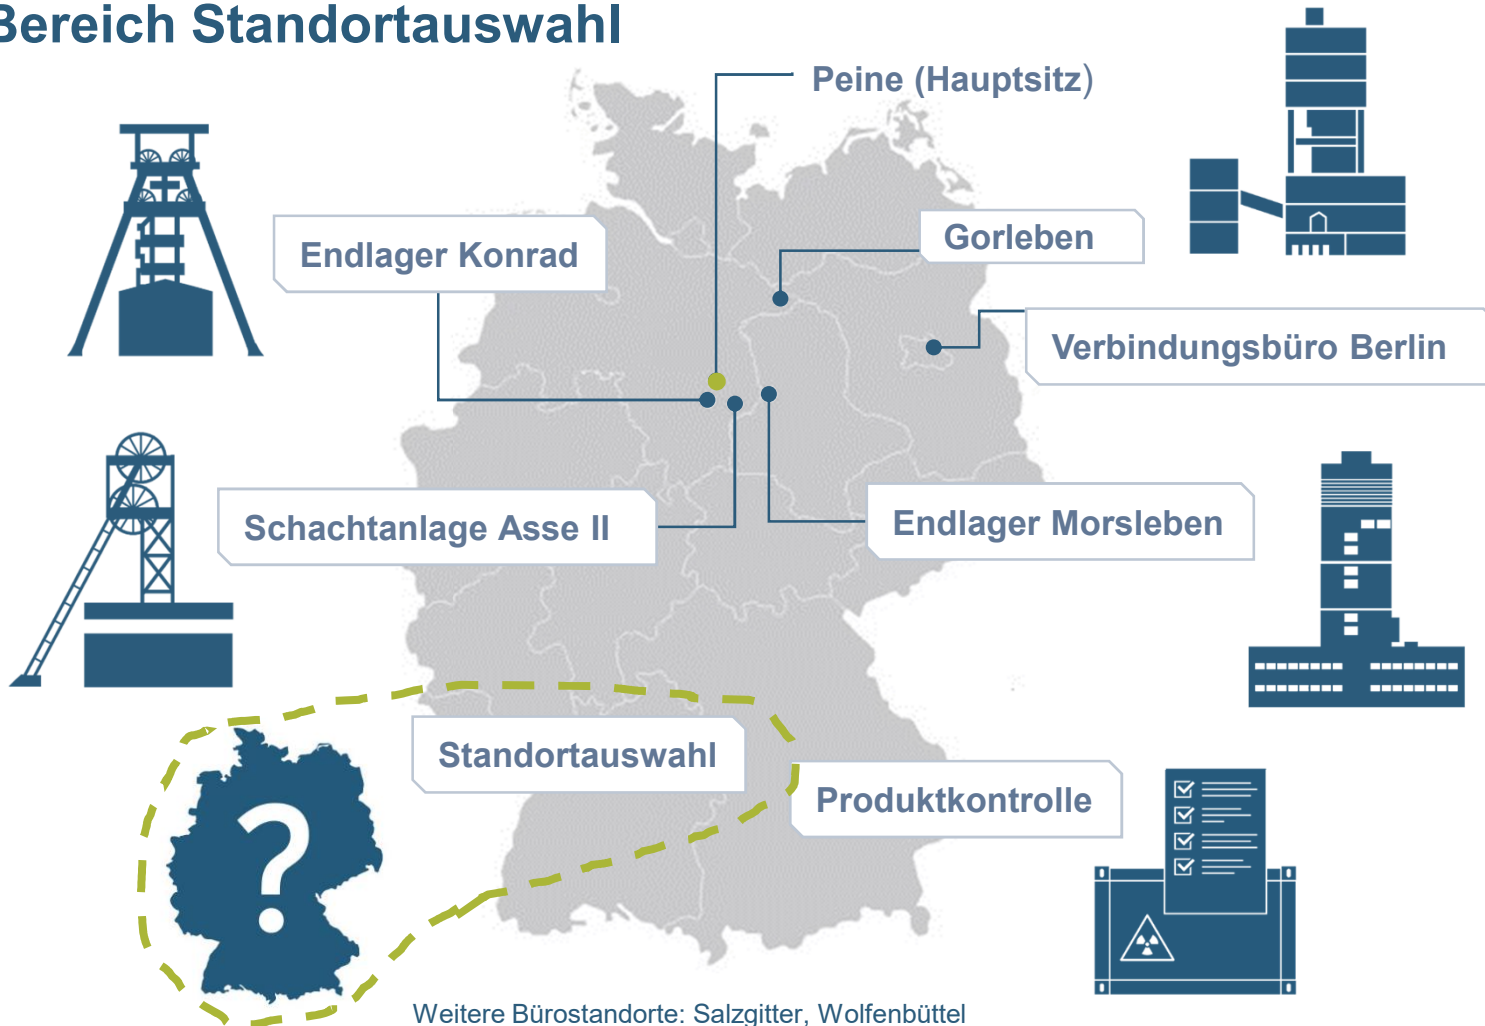 Bereich Standortauswahl
Peine (Hauptsitz)
Endlager Konrad
Gorleben
Verbindungsbüro Berlin
Schachtanlage Asse II
Endlager Morsleben
Standortauswahl
Produktkontrolle
?
Weitere Bürostandorte: Salzgitter, Wolfenbüttel